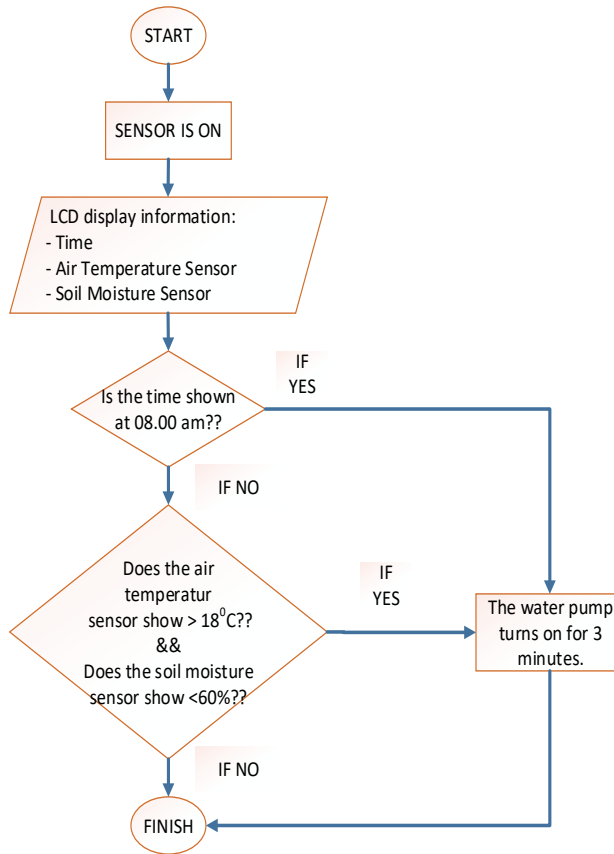 START
SENSOR IS ON
LCD display information:
- Time
- Air Temperature Sensor
- Soil Moisture Sensor
IF
YES
Is the time shown
at 08.00 am??
IF NO
Does the air
temperatur
sensor show > 18⁰C??
&&
Does the soil moisture
sensor show <60%??
IF
YES
The water pump
turns on for 3
minutes.
IF NO
FINISH